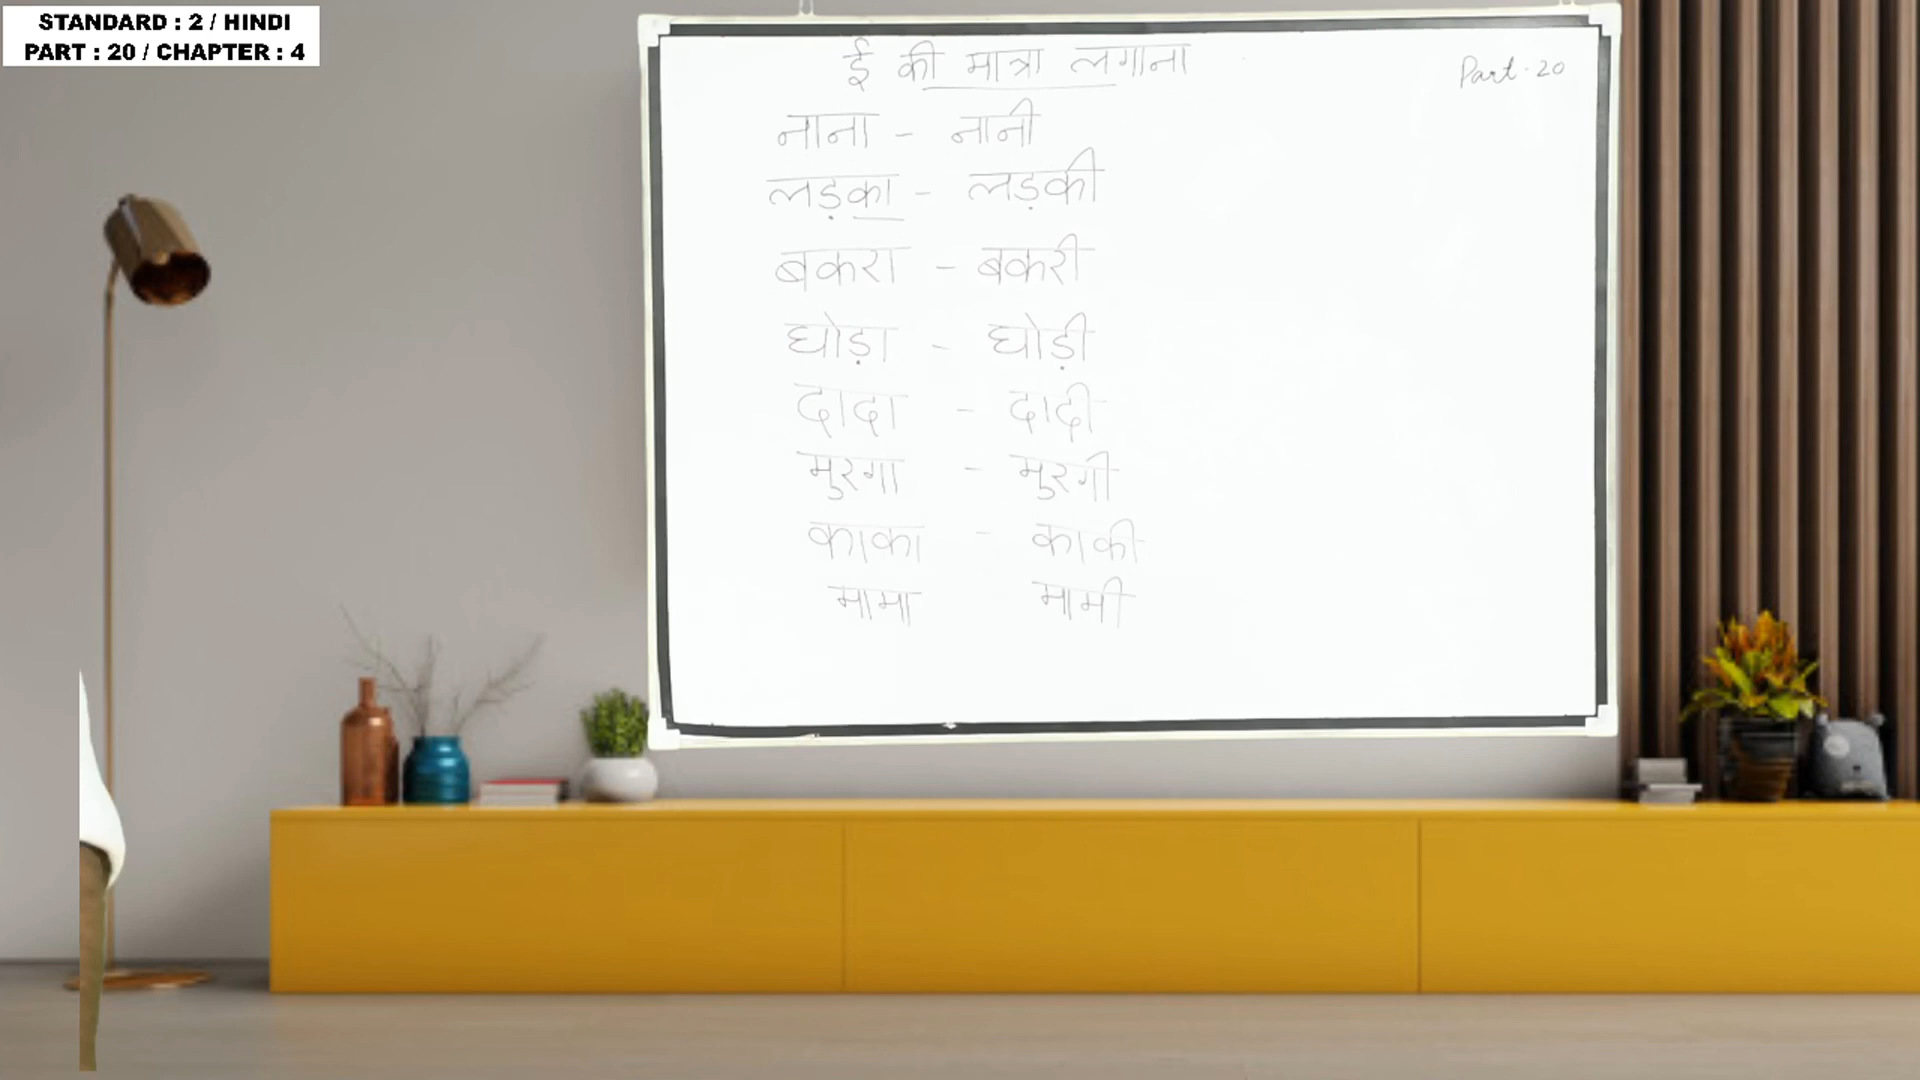 STANDARD : 2 / HINDI
PART : 20 / CHAPTER : 4
ई की मात्रा लगाना
Part-20
नाना - नानी
लड़का - लड़की
बकरा - बकरी
घोड़ा - घोड़ी
दादा - दादी
मुरगा - मुरगी
काका - काकी
मामा मामी